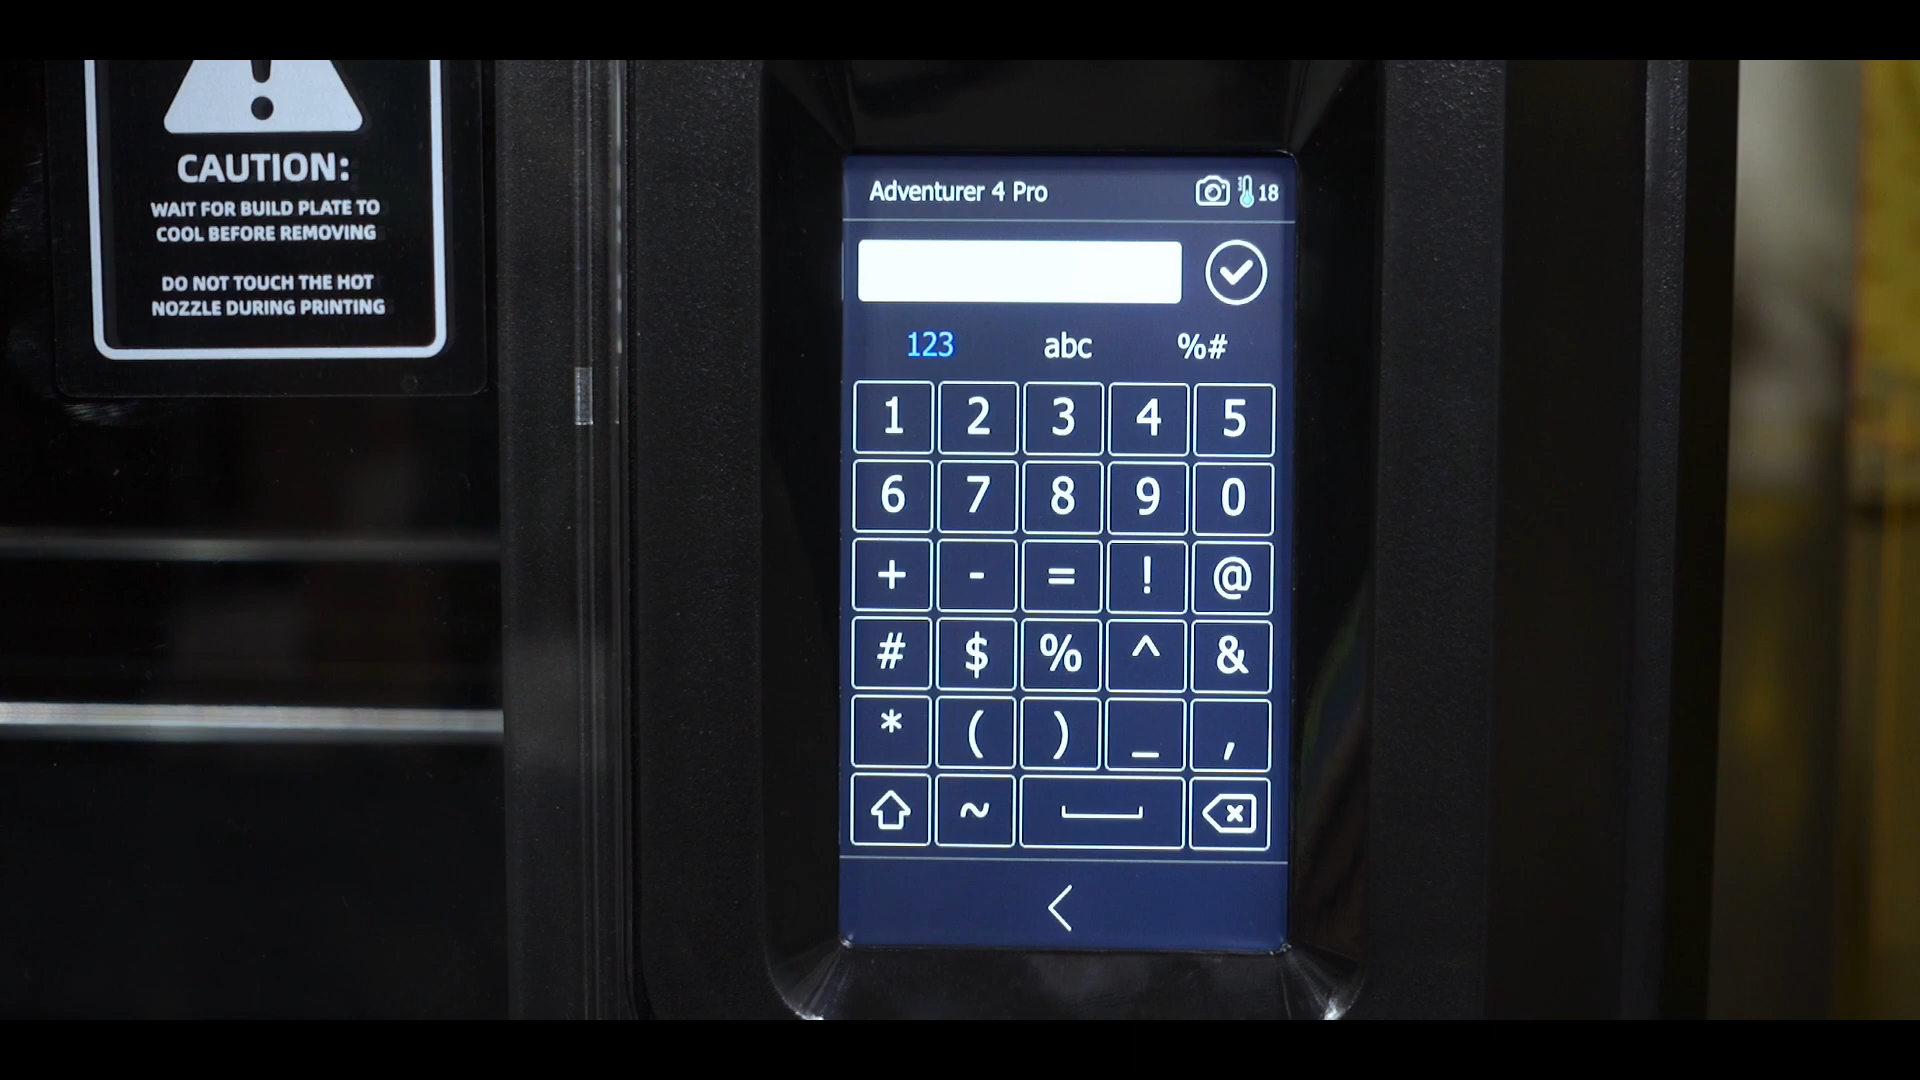 CAUTION:
WAIT FOR BUILD PLATE TO
COOL BEFORE REMOVING
DO NOT TOUCH THE HOT
NOZZLE DURING PRINTING
Adventurer 4 Pro 18
123 abc %#
1 2 3 4 5
6 7 8 9 0
+ - = ! @
# $ % ^ &
* ( ) _ ,
~